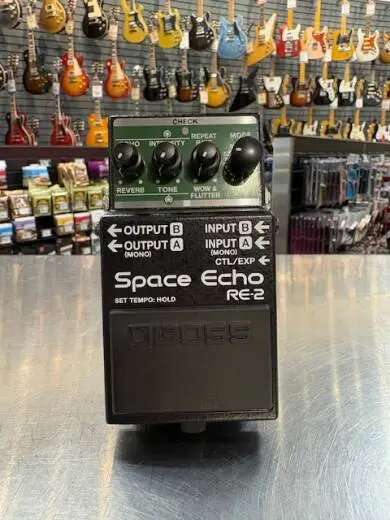 CHECK
ECHO INTENSITY REPEAT MODE
REVERB TONE WOW &
FLUTTER
OUTPUT B INPUT B
OUTPUT A INPUT A
(MONO) (MONO)
CTL/EXP
Space Echo
RE-2
SET TEMPO: HOLD
BOSS